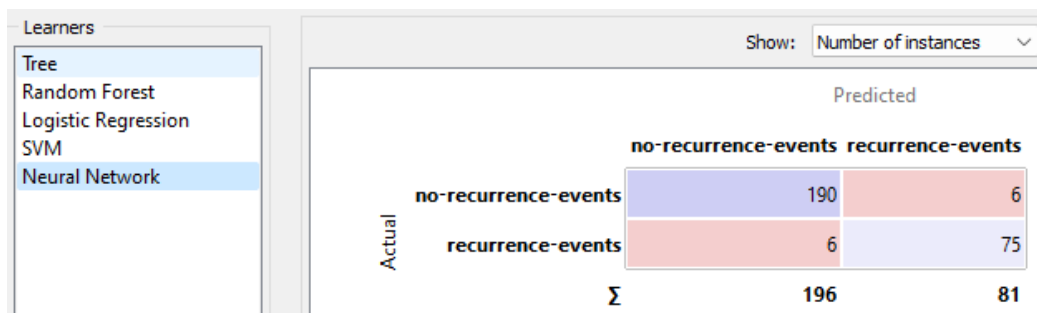 Learners
Tree
Random Forest
Logistic Regression
SVM
Neural Network
Show: Number of instances
Predicted
no-recurrence-events recurrence-events
Actual
no-recurrence-events 190 6
recurrence-events 6 75
Σ 196 81